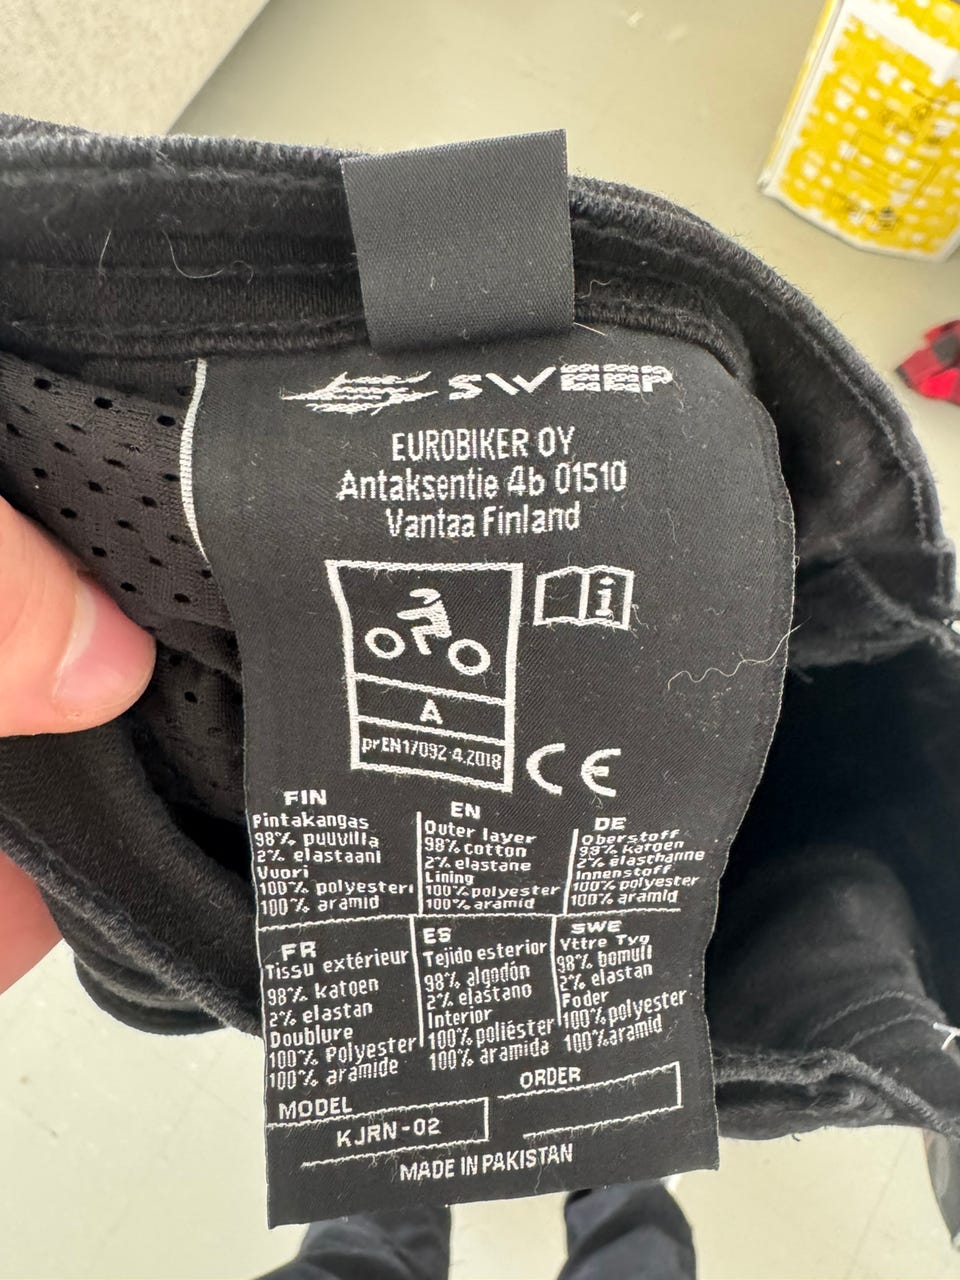 SWEEP
EUROBIKER OY
Antaksentie 4b 01510
Vantaa Finland
i
A
prEN17092-4.2018
CE
FIN
Pintakangas
98% puuvilla
2% elastaani
Vuori
100% polyesteri
100% aramid
EN
Outer layer
98% cotton
2% elastane
Lining
100% polyester
100% aramid
DE
Oberstoff
98% katgen
2% elasthanne
Innenstoff
100% polyester
100% aramid
FR
Tissu extérieur
98% katoen
2% elastan
Doublure
100% Polyester
100% aramide
ES
Tejido esterior
98% algodón
2% elastano
Interior
100% poliéster
100% aramida
SWE
Yttre Tyg
98% bomull
2% elastan
Foder
100% polyester
100% aramid
MODEL
KJRN-02
ORDER
MADE IN PAKISTAN